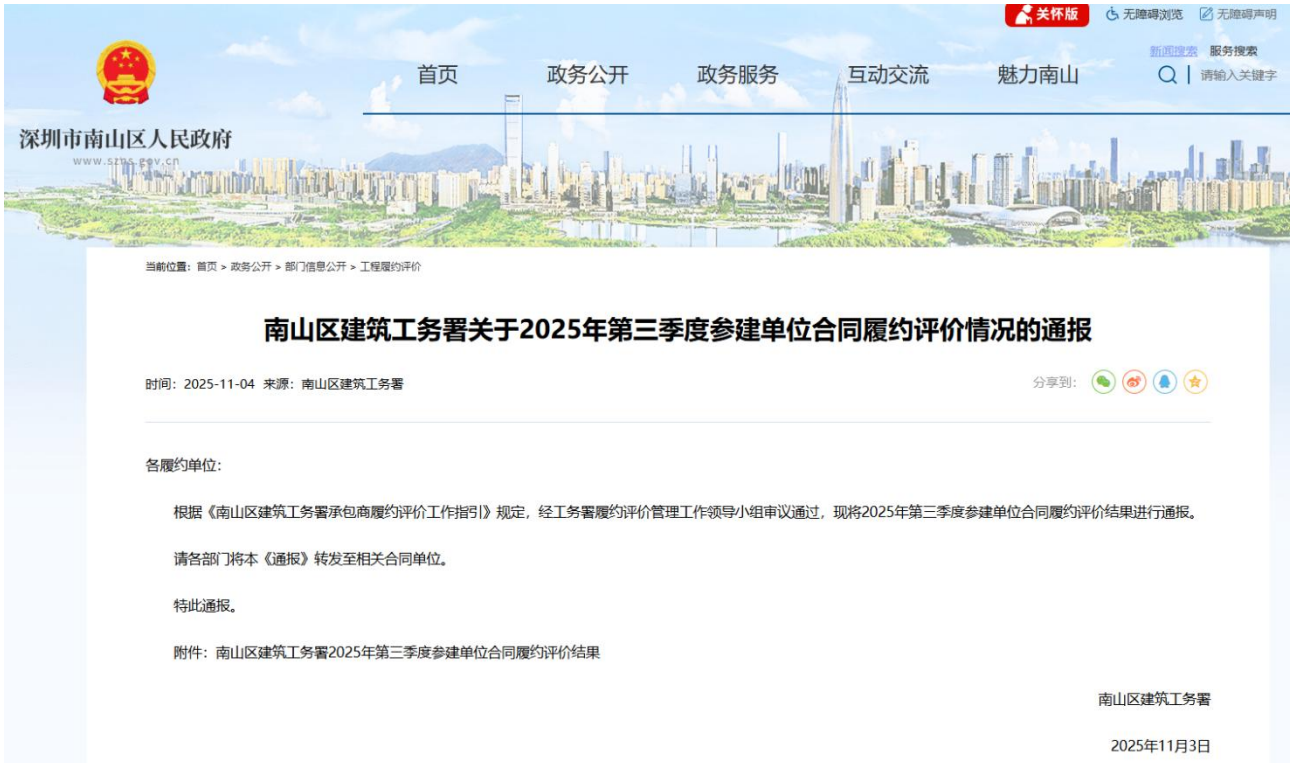 关怀版 无障碍浏览 无障碍声明
新闻搜索 服务搜索
首页 政务公开 政务服务 互动交流 魅力南山 请输入关键字
深圳市南山区人民政府
www.szns.gov.cn
当前位置：首页 > 政务公开 > 部门信息公开 > 工程履约评价
南山区建筑工务署关于2025年第三季度参建单位合同履约评价情况的通报
时间：2025-11-04 来源：南山区建筑工务署 分享到：
各履约单位：
根据《南山区建筑工务署承包商履约评价工作指引》规定，经工务署履约评价管理工作领导小组审议通过，现将2025年第三季度参建单位合同履约评价结果进行通报。
请各部门将本《通报》转发至相关合同单位。
特此通报。
附件：南山区建筑工务署2025年第三季度参建单位合同履约评价结果
南山区建筑工务署
2025年11月3日